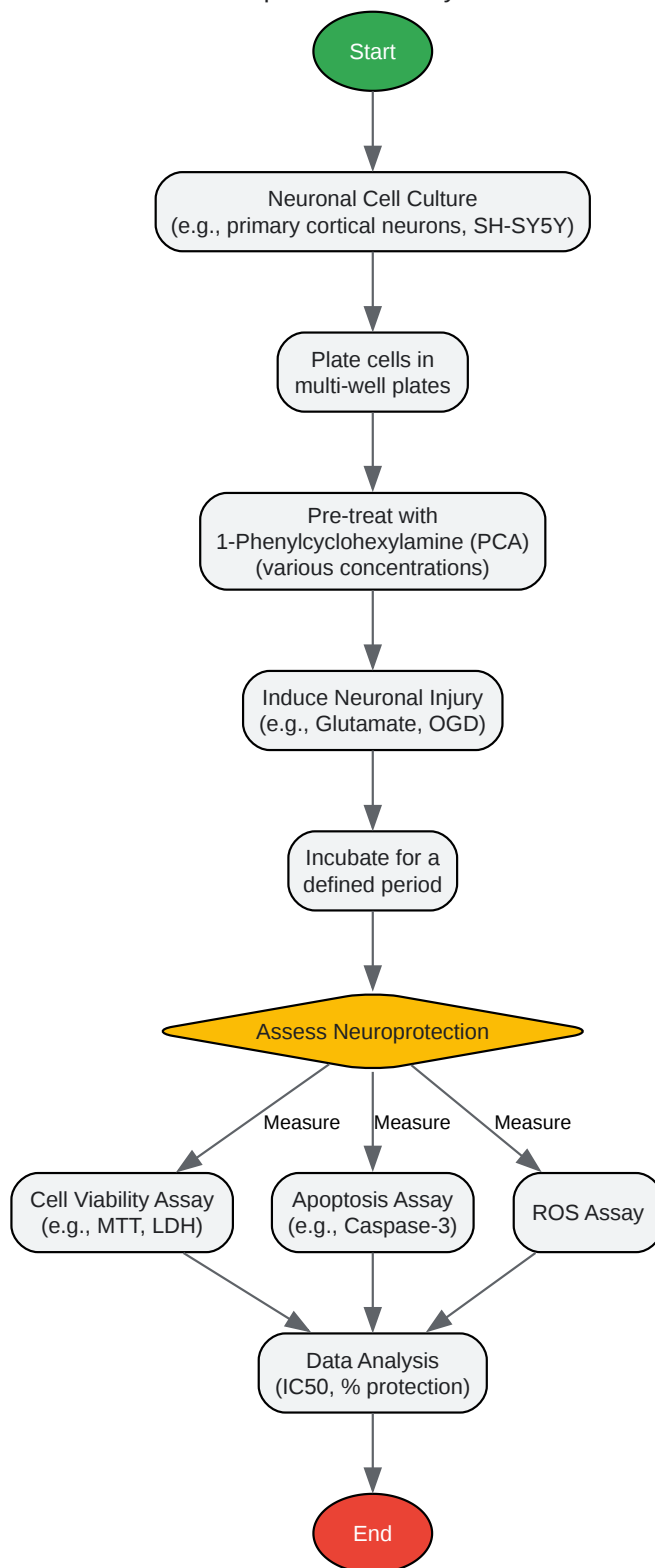 Start
Neuronal Cell Culture
(e.g., primary cortical neurons, SH-SY5Y)
Plate cells in
multi-well plates
Pre-treat with
1-Phenylcyclohexylamine (PCA)
(various concentrations)
Induce Neuronal Injury
(e.g., Glutamate, OGD)
Incubate for a
defined period
Assess Neuroprotection
Measure
Measure
Measure
Cell Viability Assay
(e.g., MTT, LDH)
Apoptosis Assay
(e.g., Caspase-3)
ROS Assay
Data Analysis
(IC50, % protection)
End